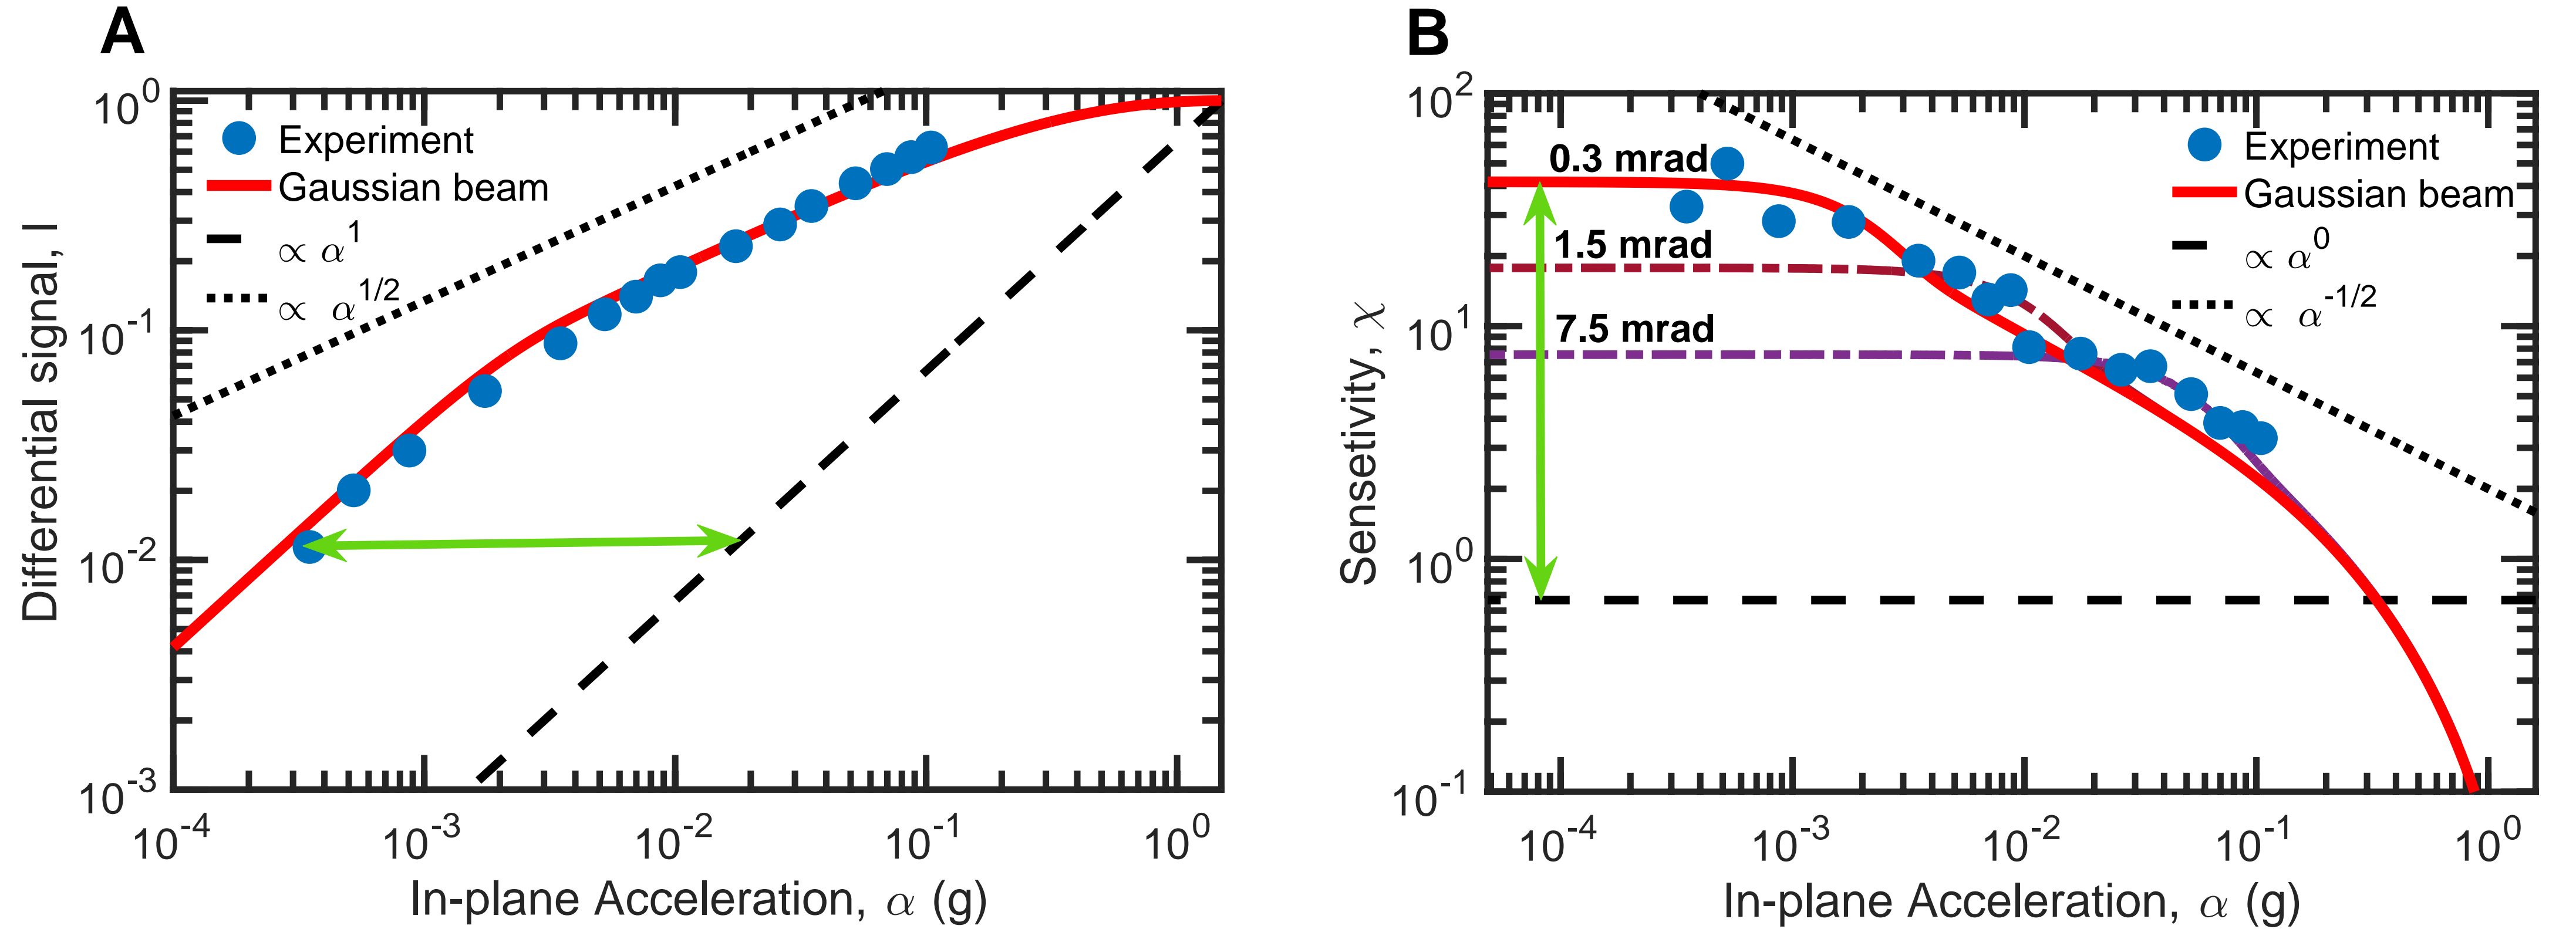 A
Differential signal, I
10^0
10^-1
10^-2
10^-3
Experiment
Gaussian beam
∝ α^1
∝ α^1/2
10^-4 10^-3 10^-2 10^-1 10^0
In-plane Acceleration, α (g)
B
Sensetivity, χ
10^2
10^1
10^0
10^-1
0.3 mrad
1.5 mrad
7.5 mrad
Experiment
Gaussian beam
∝ α^0
∝ α^-1/2
10^-4 10^-3 10^-2 10^-1 10^0
In-plane Acceleration, α (g)